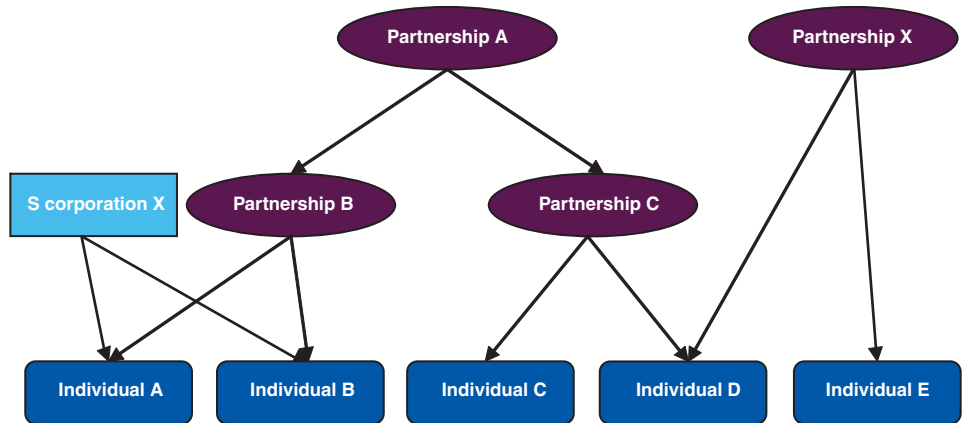 Partnership A
Partnership X
S corporation X
Partnership B
Partnership C
Individual A
Individual B
Individual C
Individual D
Individual E